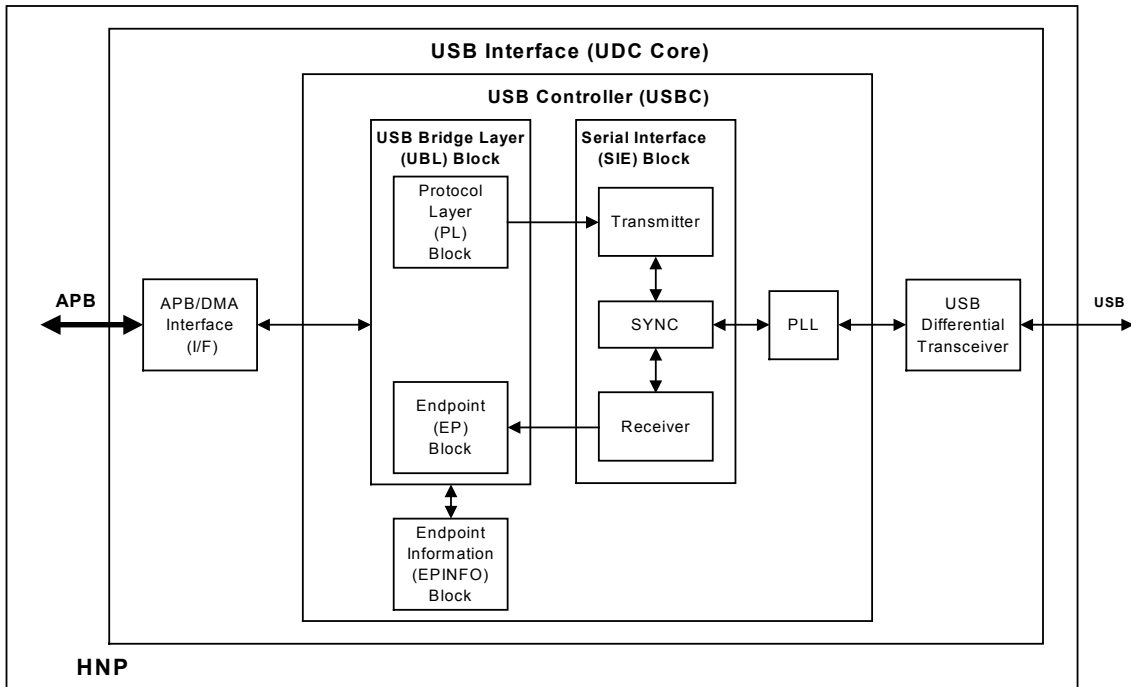 USB Interface (UDC Core)
USB Controller (USBC)
USB Bridge Layer
(UBL) Block
Serial Interface
(SIE) Block
Protocol
Layer
(PL)
Block
Transmitter
APB
APB/DMA
Interface
(I/F)
SYNC
PLL
USB
Differential
Transceiver
USB
Endpoint
(EP)
Block
Receiver
Endpoint
Information
(EPINFO)
Block
HNP